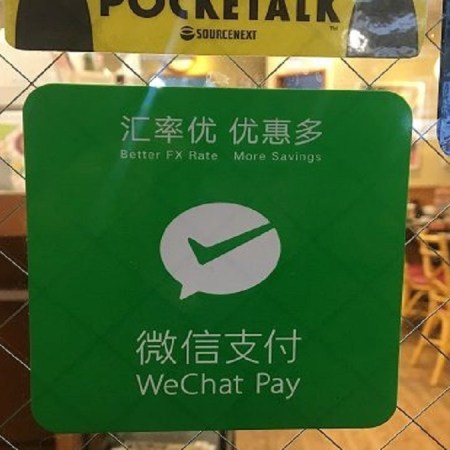 POCKETALK
SOURCENEXT
汇率优 优惠多
Better FX Rate More Savings
微信支付
WeChat Pay